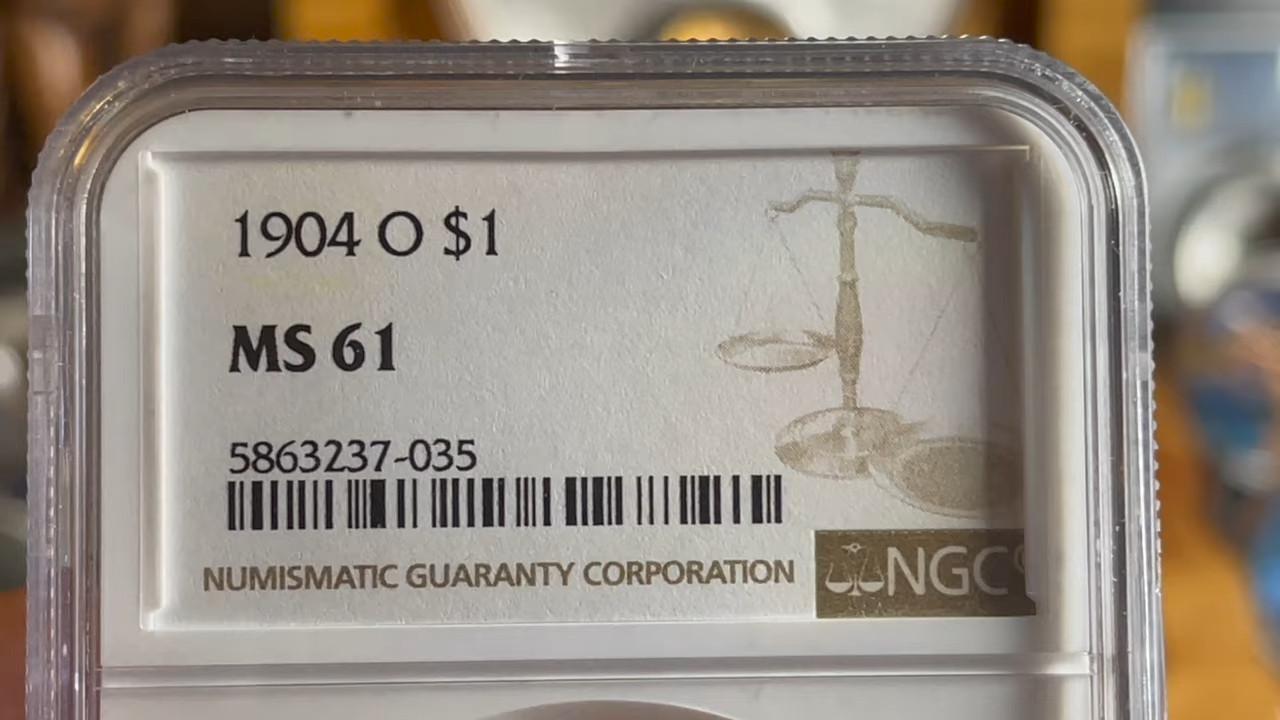 1904 O $1
MS 61
5863237-035
NUMISMATIC GUARANTY CORPORATION
NGC